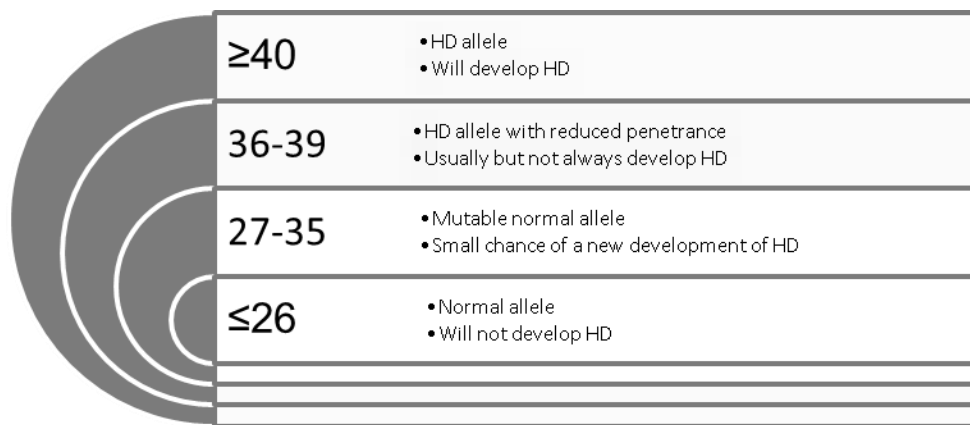 ≥40
• HD allele
• Will develop HD
36-39
• HD allele with reduced penetrance
• Usually but not always develop HD
27-35
• Mutable normal allele
• Small chance of a new development of HD
≤26
• Normal allele
• Will not develop HD